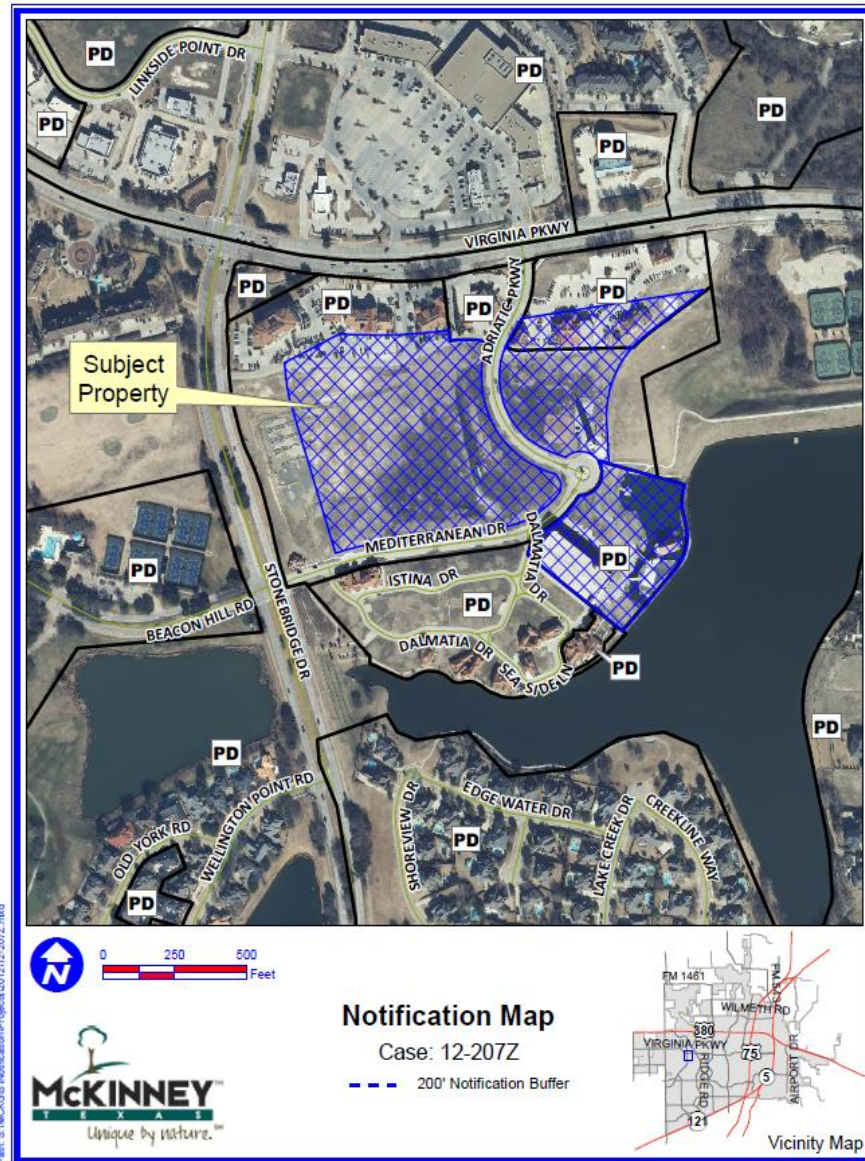 PD
LINKSIDE POINT DR
PD
PD
PD
PD
VIRGINIA PKWY
ADRIATIC PKWY
PD
PD
PD
PD
Subject
Property
MEDITERRANEAN DR
DALMATIA DR
PD
PD
ISTINA DR
PD
BEACON HILL RD
STONEBRIDGE DR
DALMATIA DR
SEA SIDE LN
PD
PD
PD
OLD YORK RD
WELLINGTON POINT RD
SHOREVIEW DR
EDGE WATER DR
LAKE CREEK DR
CREEKLINE WAY
PD
PD
N
0 250 500
Feet
Notification Map
Case: 12-207Z
200' Notification Buffer
McKINNEY
TEXAS
Unique by nature.℠
FM 1461
WILMETH RD
380
VIRGINIA PKWY
RIDGE RD
75
5
AIRPORT DR
121
Vicinity Map